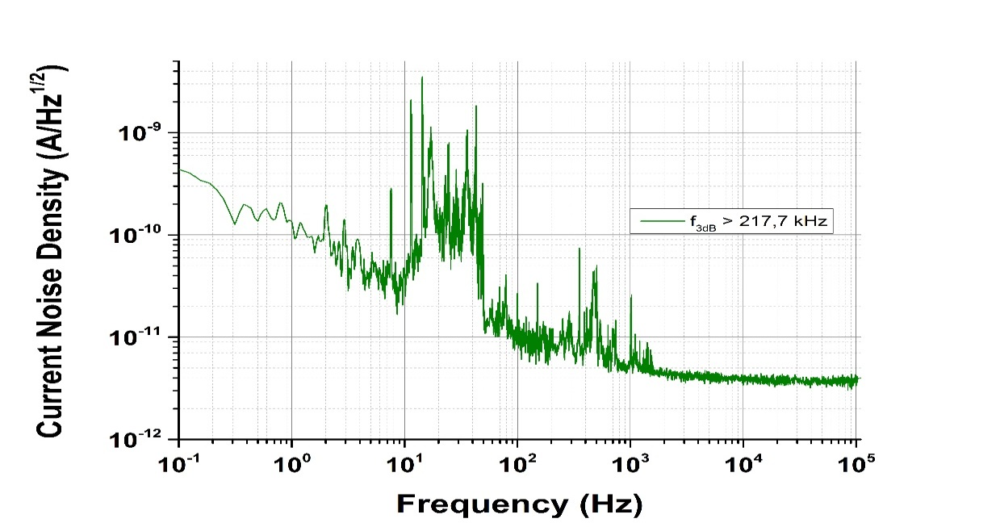 Current Noise Density (A/Hz^1/2)
10^-9
10^-10
10^-11
10^-12
f_3dB > 217,7 kHz
10^-1 10^0 10^1 10^2 10^3 10^4 10^5
Frequency (Hz)